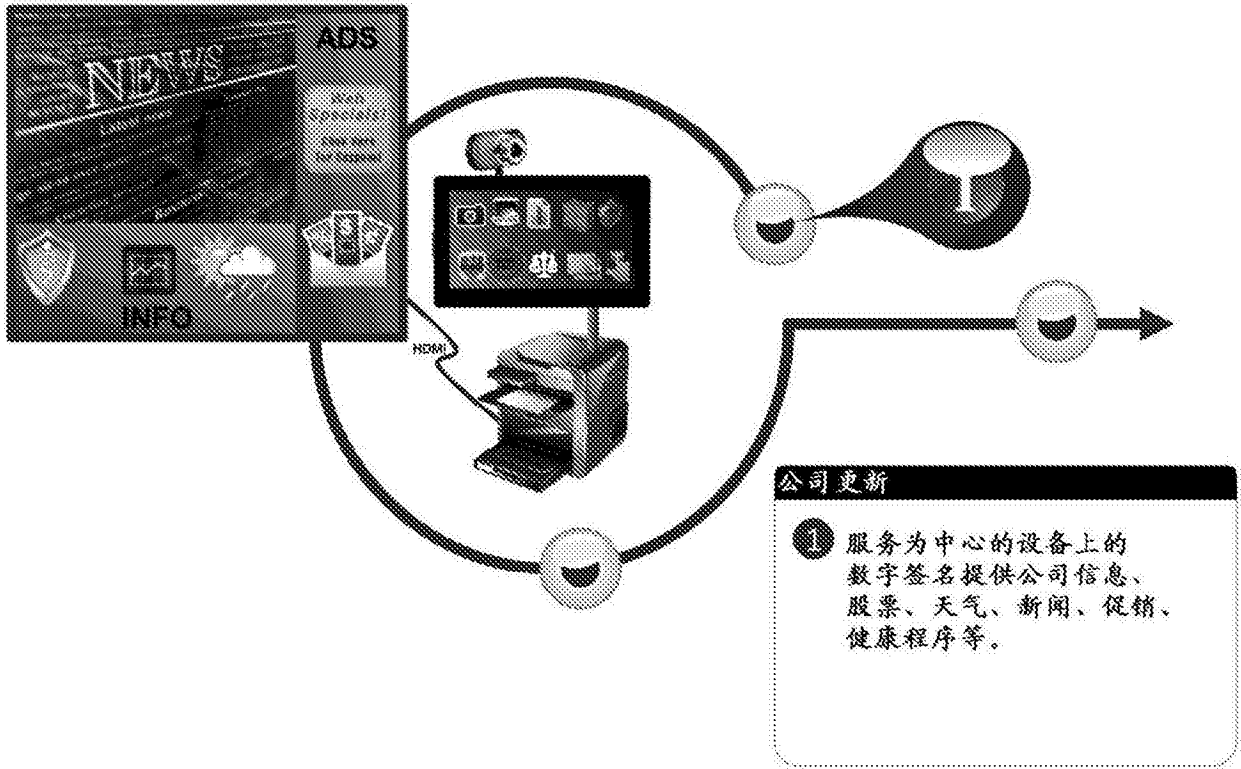 ADS
NEWS
Specials!
INFO
HDMI
公司更新
1 服务为中心的设备上的
数字签名提供公司信息、
股票、天气、新闻、促销、
健康程序等。